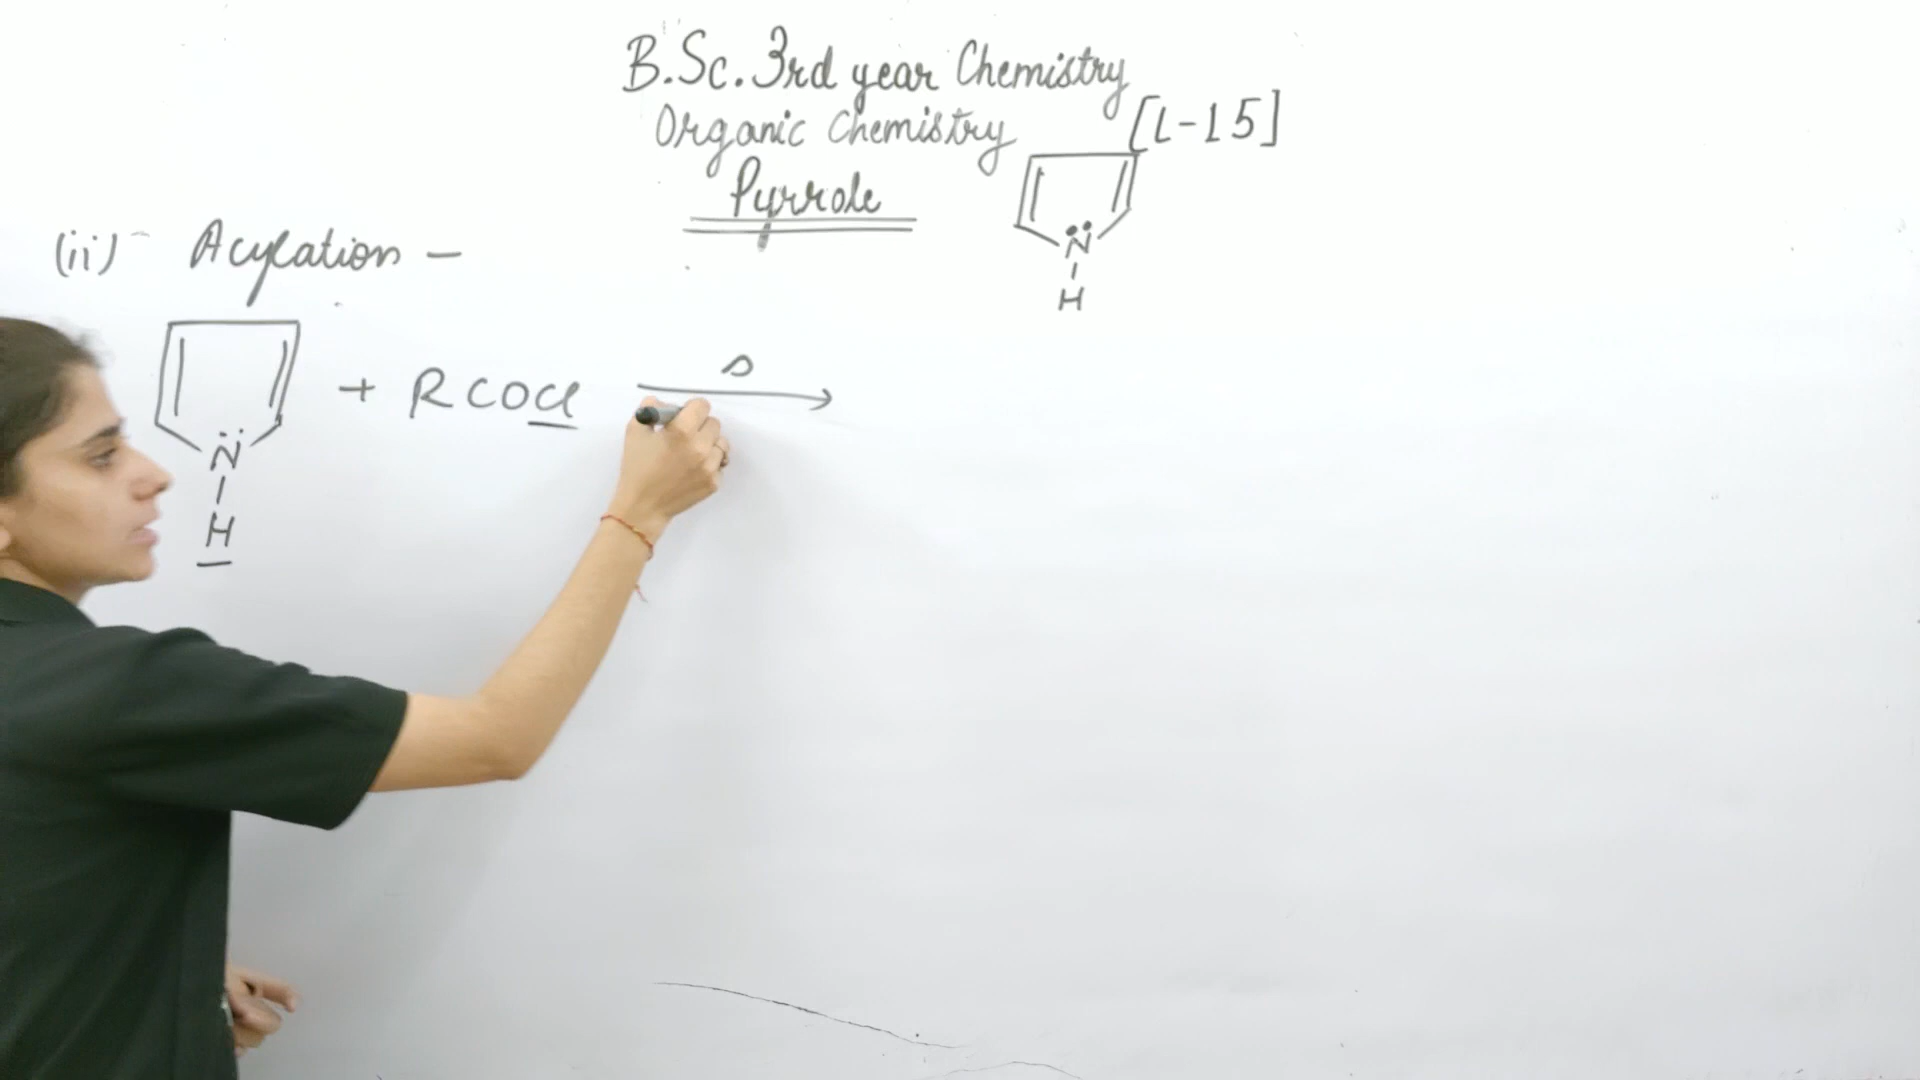 B.Sc. 3rd year Chemistry
Organic Chemistry [L-15]
Pyrrole
N
H
(ii) Acylation -
+ RCOCl Δ
N
H